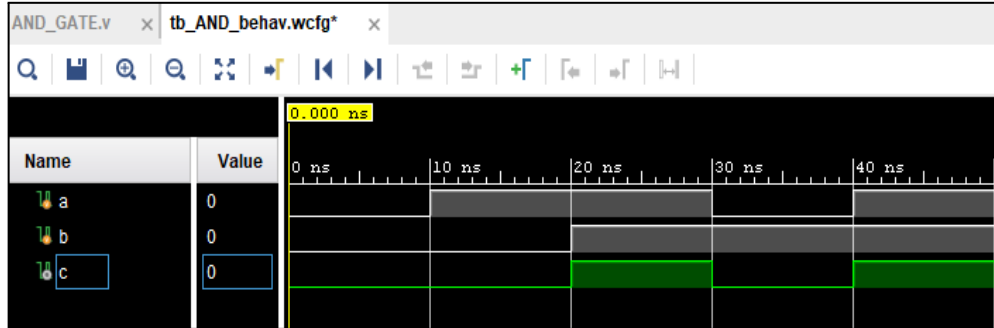 AND_GATE.v × tb_AND_behav.wcfg* ×
0.000 ns
Name Value 0 ns 10 ns 20 ns 30 ns 40 ns
a 0
b 0
c 0